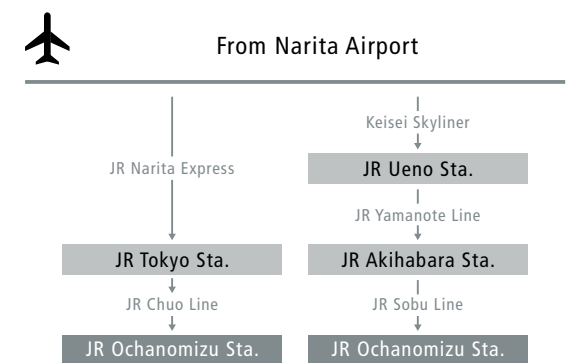 From Narita Airport
Keisei Skyliner
JR Narita Express
JR Ueno Sta.
JR Yamanote Line
JR Tokyo Sta.
JR Akihabara Sta.
JR Chuo Line
JR Sobu Line
JR Ochanomizu Sta.
JR Ochanomizu Sta.